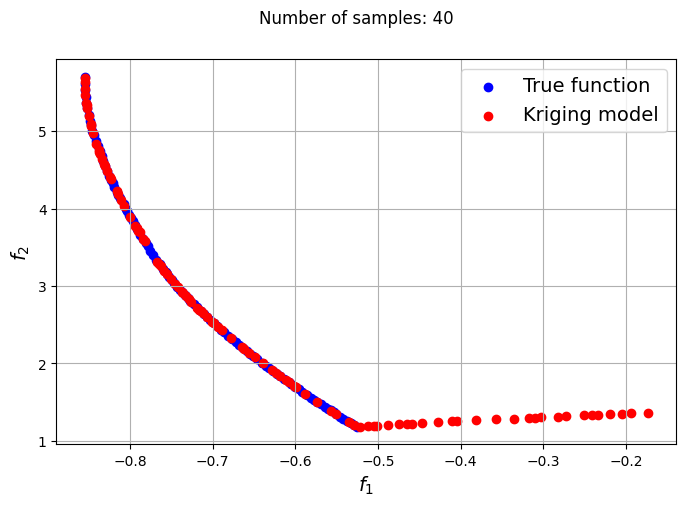 Number of samples: 40
True function
Kriging model
5
4
3
2
1
f₂
−0.8 −0.7 −0.6 −0.5 −0.4 −0.3 −0.2
f₁